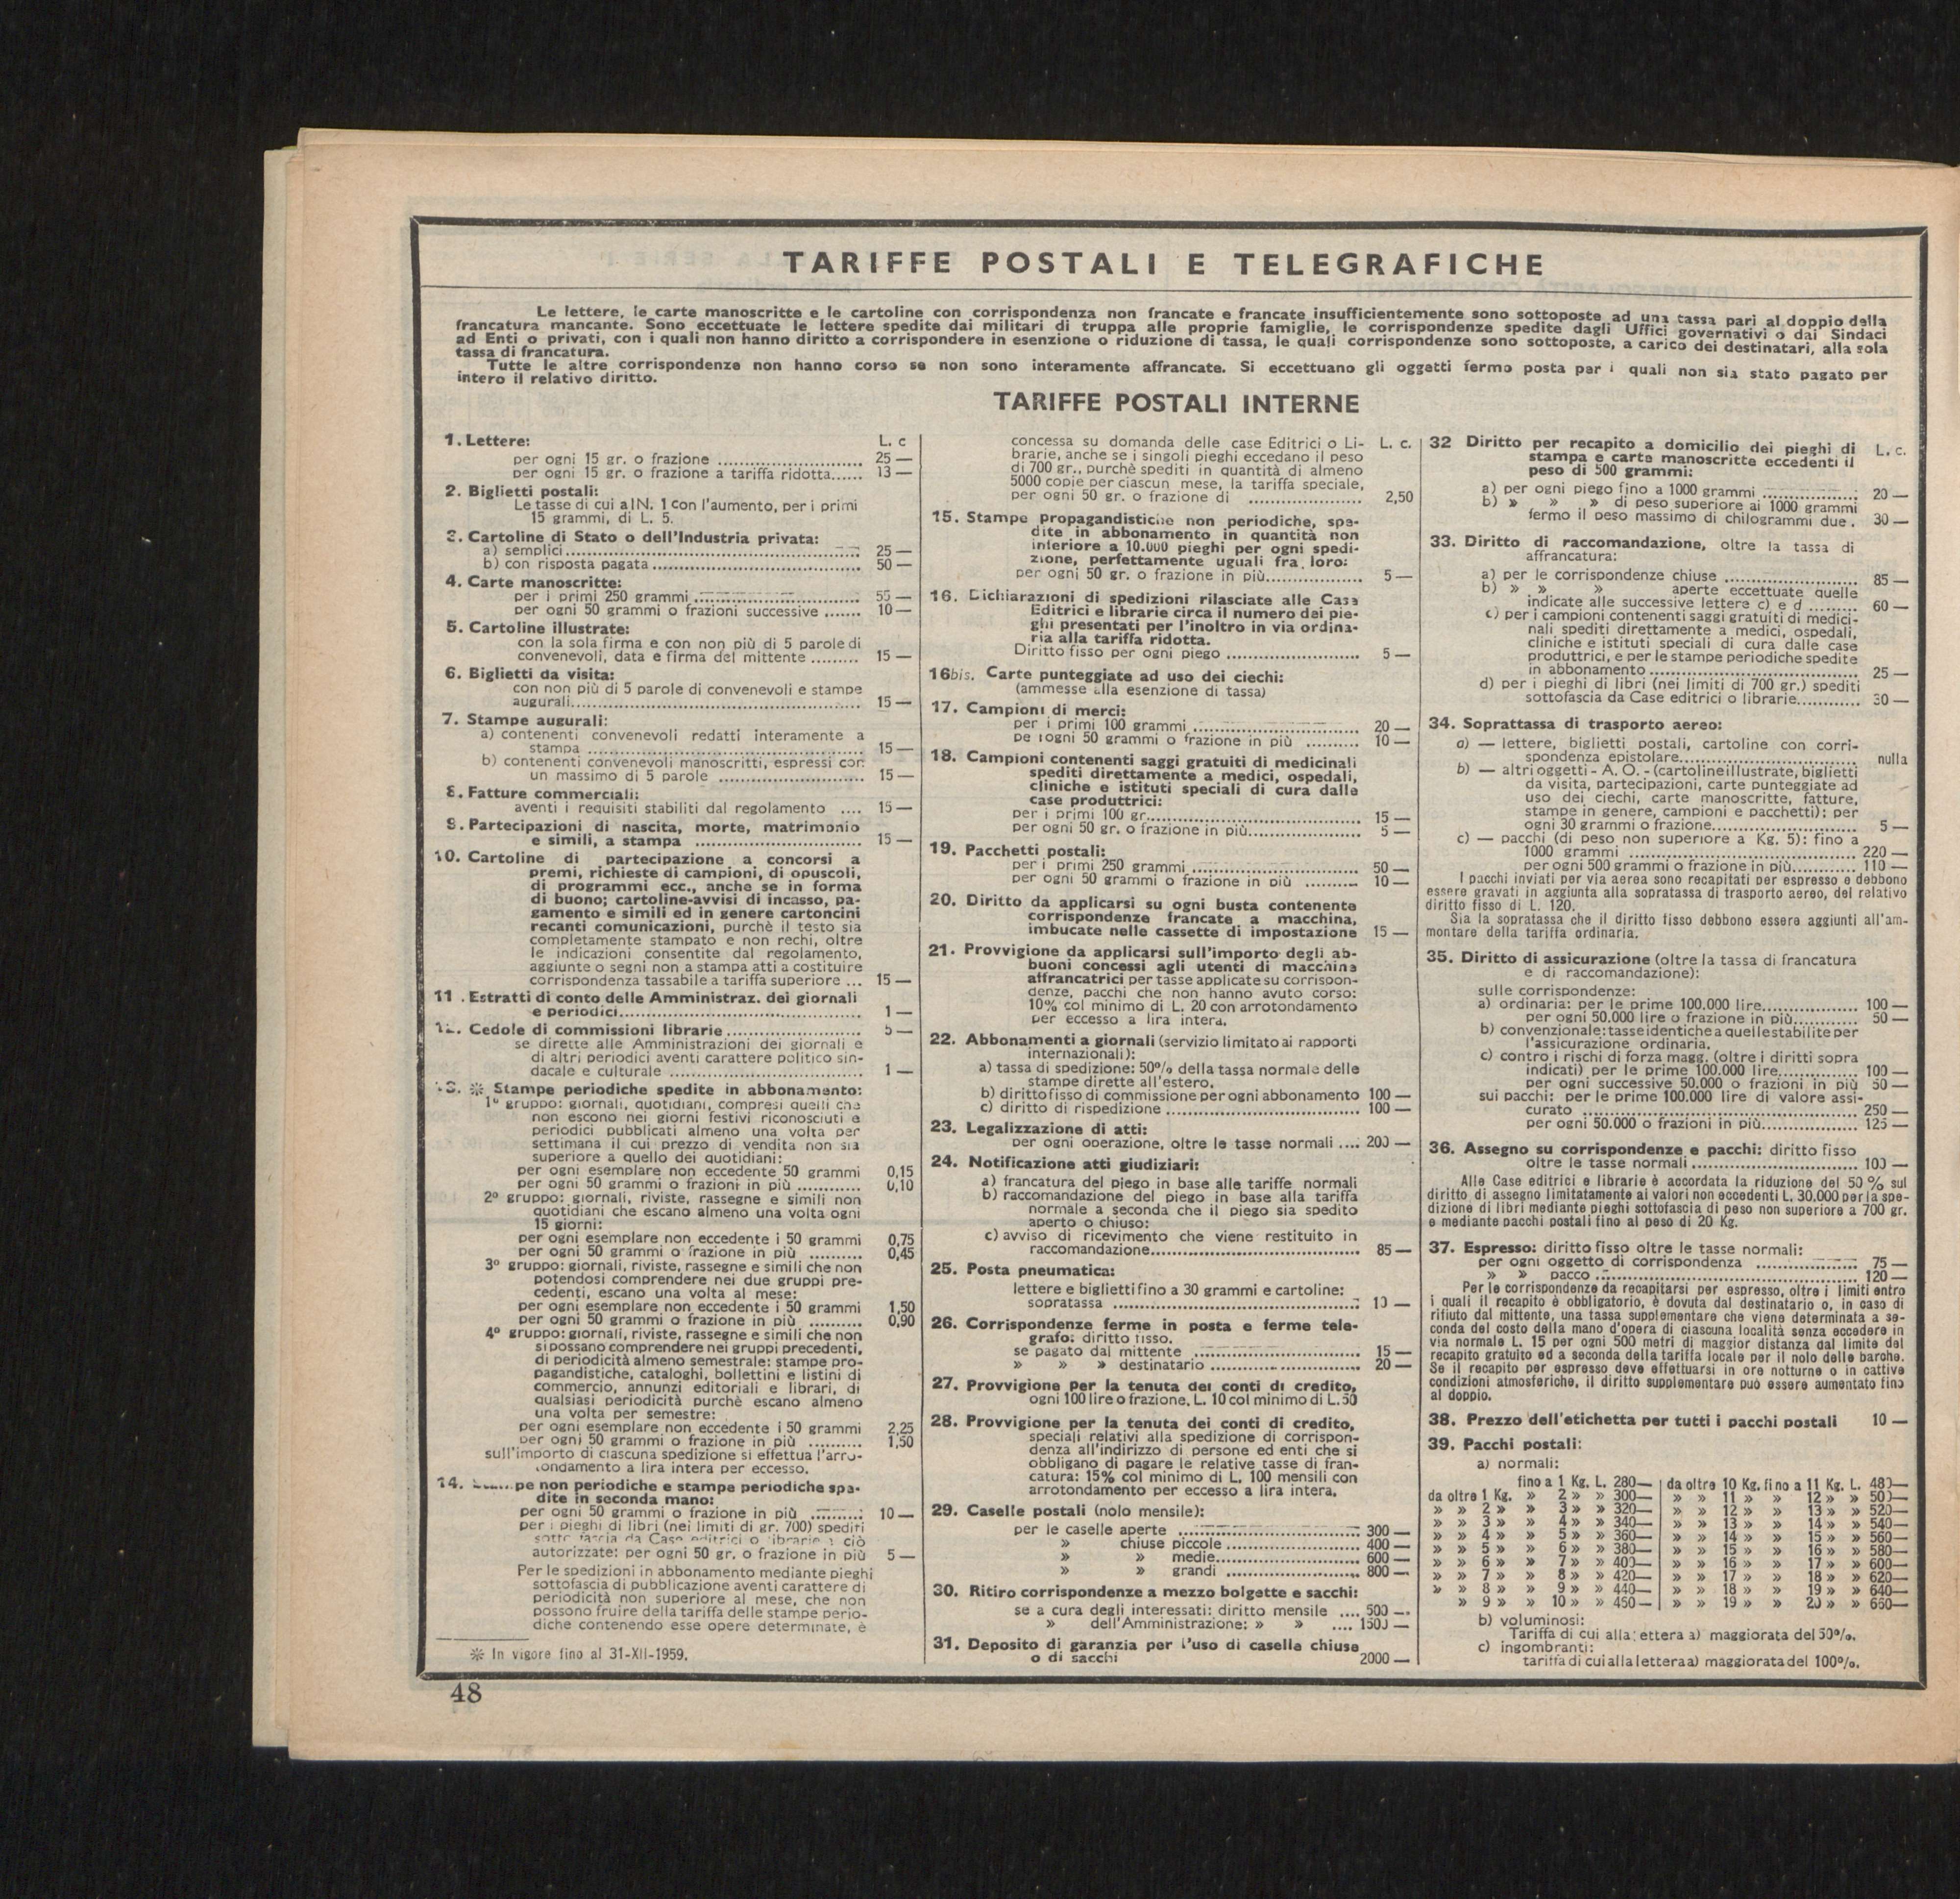 TARIFFE POSTALI E TELEGRAFICHE
Le lettere, le carte manoscritte e le cartoline con corrispondenza non francate e francate insufficientemente sono sottoposte ad una tassa pari al doppio della
francatura mancante. Sono eccettuate le lettere spedite dai militari di truppa alle proprie famiglie, le corrispondenze spedite dagli Uffici governativi o dai Sindaci
ad Enti o privati, con i quali non hanno diritto a corrispondere in esenzione o riduzione di tassa, le quali corrispondenze sono sottoposte, a carico dei destinatari, alla sola
tassa di francatura.
Tutte le altre corrispondenze non hanno corso se non sono interamente affrancate. Si eccettuano gli oggetti fermo posta per i quali non sia stato pagato per
intero il relativo diritto.
TARIFFE POSTALI INTERNE
1. Lettere: L. c
per ogni 15 gr. o frazione 25 —
per ogni 15 gr. o frazione a tariffa ridotta...... 13 —
2. Biglietti postali:
Le tasse di cui al N. 1 con l'aumento, per i primi
15 grammi, di L. 5.
3. Cartoline di Stato o dell'Industria privata:
a) semplici 25 —
b) con risposta pagata 50 —
4. Carte manoscritte:
per i primi 250 grammi 55 —
per ogni 50 grammi o frazioni successive ....... 10 —
5. Cartoline illustrate:
con la sola firma e con non più di 5 parole di
convenevoli, data e firma del mittente ......... 15 —
6. Biglietti da visita:
con non più di 5 parole di convenevoli e stampe
augurali 15 —
7. Stampe augurali:
a) contenenti convenevoli redatti interamente a
stampa 15 —
b) contenenti convenevoli manoscritti, espressi con
un massimo di 5 parole 15 —
8. Fatture commerciali:
aventi i requisiti stabiliti dal regolamento .... 15 —
9. Partecipazioni di nascita, morte, matrimonio
e simili, a stampa 15 —
10. Cartoline di partecipazione a concorsi a
premi, richieste di campioni, di opuscoli,
di programmi ecc., anche se in forma
di buono; cartoline-avvisi di incasso, pa-
gamento e simili ed in genere cartoncini
recanti comunicazioni, purchè il testo sia
completamente stampato e non rechi, oltre
le indicazioni consentite dal regolamento,
aggiunte o segni non a stampa atti a costituire
corrispondenza tassabile a tariffa superiore ... 15 —
11. Estratti di conto delle Amministraz. dei giornali
e periodici 1 —
12. Cedole di commissioni librarie 5 —
se dirette alle Amministrazioni dei giornali e
di altri periodici aventi carattere politico sin-
dacale e culturale 1 —
13. ※ Stampe periodiche spedite in abbonamento:
1º gruppo: giornali, quotidiani, compresi quelli che
non escono nei giorni festivi riconosciuti e
periodici pubblicati almeno una volta per
settimana il cui prezzo di vendita non sia
superiore a quello dei quotidiani:
per ogni esemplare non eccedente 50 grammi 0,15
per ogni 50 grammi o frazioni in più ............ 0,10
2º gruppo: giornali, riviste, rassegne e simili non
quotidiani che escano almeno una volta ogni
15 giorni:
per ogni esemplare non eccedente i 50 grammi 0,75
per ogni 50 grammi o frazione in più .......... 0,45
3º gruppo: giornali, riviste, rassegne e simili che non
potendosi comprendere nei due gruppi pre-
cedenti, escano una volta al mese:
per ogni esemplare non eccedente i 50 grammi 1,50
per ogni 50 grammi o frazione in più .......... 0,90
4º gruppo: giornali, riviste, rassegne e simili che non
si possano comprendere nei gruppi precedenti,
di periodicità almeno semestrale: stampe pro-
pagandistiche, cataloghi, bollettini e listini di
commercio, annunzi editoriali e librari, di
qualsiasi periodicità purchè escano almeno
una volta per semestre:
per ogni esemplare non eccedente i 50 grammi 2,25
per ogni 50 grammi o frazione in più .......... 1,50
sull'importo di ciascuna spedizione si effettua l'arro-
tondamento a lira intera per eccesso.
14. Stampe non periodiche e stampe periodiche spe-
dite in seconda mano:
per ogni 50 grammi o frazione in più 10 —
per i pieghi di libri (nei limiti di gr. 700) spediti
sotto fascia da Case editrici o librarie a ciò
autorizzate: per ogni 50 gr. o frazione in più 5 —
Per le spedizioni in abbonamento mediante pieghi
sottofascia di pubblicazione aventi carattere di
periodicità non superiore al mese, che non
possono fruire della tariffa delle stampe perio-
diche contenendo esse opere determinate, è
※ In vigore fino al 31-XII-1959.
48
concessa su domanda delle case Editrici o Li- L. c.
brarie, anche se i singoli pieghi eccedano il peso
di 700 gr., purchè spediti in quantità di almeno
5000 copie per ciascun mese, la tariffa speciale,
per ogni 50 gr. o frazione di 2,50
15. Stampe propagandistiche non periodiche, spe-
dite in abbonamento in quantità non
inferiore a 10.000 pieghi per ogni spedi-
zione, perfettamente uguali fra loro:
per ogni 50 gr. o frazione in più 5 —
16. Dichiarazioni di spedizioni rilasciate alle Case
Editrici e librarie circa il numero dei pie-
ghi presentati per l'inoltro in via ordina-
ria alla tariffa ridotta.
Diritto fisso per ogni piego 5 —
16bis. Carte punteggiate ad uso dei ciechi:
(ammesse alla esenzione di tassa)
17. Campioni di merci:
per i primi 100 grammi 20 —
pe rogni 50 grammi o frazione in più .......... 10 —
18. Campioni contenenti saggi gratuiti di medicinali
spediti direttamente a medici, ospedali,
cliniche e istituti speciali di cura dalle
case produttrici:
per i primi 100 gr. 15 —
per ogni 50 gr. o frazione in più 5 —
19. Pacchetti postali:
per i primi 250 grammi 50 —
per ogni 50 grammi o frazione in più .......... 10 —
20. Diritto da applicarsi su ogni busta contenente
corrispondenze francate a macchina,
imbucate nelle cassette di impostazione 15 —
21. Provvigione da applicarsi sull'importo degli ab-
buoni concessi agli utenti di macchine
affrancatrici per tasse applicate su corrispon-
denze, pacchi che non hanno avuto corso:
10% col minimo di L. 20 con arrotondamento
per eccesso a lira intera.
22. Abbonamenti a giornali (servizio limitato ai rapporti
internazionali):
a) tassa di spedizione: 50% della tassa normale delle
stampe dirette all'estero.
b) diritto fisso di commissione per ogni abbonamento 100 —
c) diritto di rispedizione 100 —
23. Legalizzazione di atti:
per ogni operazione, oltre le tasse normali .... 200 —
24. Notificazione atti giudiziari:
a) francatura del piego in base alle tariffe normali
b) raccomandazione del piego in base alla tariffa
normale a seconda che il piego sia spedito
aperto o chiuso:
c) avviso di ricevimento che viene restituito in
raccomandazione 85 —
25. Posta pneumatica:
lettere e biglietti fino a 30 grammi e cartoline:
sopratassa 10 —
26. Corrispondenze ferme in posta e ferme tele-
grafo: diritto fisso.
se pagato dal mittente 15 —
» » » destinatario 20 —
27. Provvigione per la tenuta dei conti di credito,
ogni 100 lire o frazione, L. 10 col minimo di L. 50
28. Provvigione per la tenuta dei conti di credito,
speciali relativi alla spedizione di corrispon-
denza all'indirizzo di persone ed enti che si
obbligano di pagare le relative tasse di fran-
catura: 15% col minimo di L. 100 mensili con
arrotondamento per eccesso a lira intera.
29. Caselle postali (nolo mensile):
per le caselle aperte 300 —
» chiuse piccole 400 —
» » medie 600 —
» » grandi 800 —
30. Ritiro corrispondenze a mezzo bolgette e sacchi:
se a cura degli interessati: diritto mensile .... 500 —
» dell'Amministrazione: » » .... 1500 —
31. Deposito di garanzia per l'uso di caselle chiuse
o di sacchi 2000 —
32 Diritto per recapito a domicilio dei pieghi di L. c.
stampa e carte manoscritte eccedenti il
peso di 500 grammi:
a) per ogni piego fino a 1000 grammi 20 —
b) » » » di peso superiore ai 1000 grammi
fermo il peso massimo di chilogrammi due . 30 —
33. Diritto di raccomandazione, oltre la tassa di
affrancatura:
a) per le corrispondenze chiuse 85 —
b) » » » aperte eccettuate quelle
indicate alle successive lettere c) e d ......... 60 —
c) per i campioni contenenti saggi gratuiti di medici-
nali spediti direttamente a medici, ospedali,
cliniche e istituti speciali di cura dalle case
produttrici, e per le stampe periodiche spedite
in abbonamento 25 —
d) per i pieghi di libri (nei limiti di 700 gr.) spediti
sottofascia da Case editrici o librarie............ 30 —
34. Soprattassa di trasporto aereo:
a) — lettere, biglietti postali, cartoline con corri-
spondenza epistolare nulla
b) — altri oggetti - A. O. - (cartoline illustrate, biglietti
da visita, partecipazioni, carte punteggiate ad
uso dei ciechi, carte manoscritte, fatture,
stampe in genere, campioni e pacchetti): per
ogni 30 grammi o frazione 5 —
c) — pacchi (di peso non superiore a Kg. 5): fino a
1000 grammi 220 —
per ogni 500 grammi o frazione in più 110 —
I pacchi inviati per via aerea sono recapitati per espresso e debbono
essere gravati in aggiunta alla sopratassa di trasporto aereo, del relativo
diritto fisso di L. 120.
Sia la sopratassa che il diritto fisso debbono essere aggiunti all'am-
montare della tariffa ordinaria.
35. Diritto di assicurazione (oltre la tassa di francatura
e di raccomandazione):
sulle corrispondenze:
a) ordinaria: per le prime 100.000 lire 100 —
per ogni 50.000 lire o frazione in più 50 —
b) convenzionale: tasse identiche a quelle stabilite per
l'assicurazione ordinaria.
c) contro i rischi di forza magg. (oltre i diritti sopra
indicati) per le prime 100.000 lire 100 —
per ogni successive 50.000 o frazioni in più 50 —
sui pacchi: per le prime 100.000 lire di valore assi-
curato 250 —
per ogni 50.000 o frazioni in più 125 —
36. Assegno su corrispondenze e pacchi: diritto fisso
oltre le tasse normali 100 —
Alle Case editrici e librarie è accordata la riduzione del 50 % sul
diritto di assegno limitatamente ai valori non eccedenti L. 30.000 per la spe-
dizione di libri mediante pieghi sottofascia di peso non superiore a 700 gr.
e mediante pacchi postali fino al peso di 20 Kg.
37. Espresso: diritto fisso oltre le tasse normali:
per ogni oggetto di corrispondenza 75 —
» » pacco 120 —
Per le corrispondenze da recapitarsi per espresso, oltre i limiti entro
i quali il recapito è obbligatorio, è dovuta dal destinatario o, in caso di
rifiuto dal mittente, una tassa supplementare che viene determinata a se-
conda del costo della mano d'opera di ciascuna località senza eccedere in
via normale L. 15 per ogni 500 metri di maggior distanza dal limite del
recapito gratuito ed a seconda della tariffa locale per il nolo delle barche.
Se il recapito per espresso deve effettuarsi in ore notturne o in cattive
condizioni atmosferiche, il diritto supplementare può essere aumentato fino
al doppio.
38. Prezzo dell'etichetta per tutti i pacchi postali 10 —
39. Pacchi postali:
a) normali:
fino a 1 Kg. L. 280— da oltre 10 Kg. fino a 11 Kg. L. 480—
da oltre 1 Kg. » 2 » » 300— » » 11 » » 12 » » 500—
» » 2 » » 3 » » 320— » » 12 » » 13 » » 520—
» » 3 » » 4 » » 340— » » 13 » » 14 » » 540—
» » 4 » » 5 » » 360— » » 14 » » 15 » » 560—
» » 5 » » 6 » » 380— » » 15 » » 16 » » 580—
» » 6 » » 7 » » 400— » » 16 » » 17 » » 600—
» » 7 » » 8 » » 420— » » 17 » » 18 » » 620—
» » 8 » » 9 » » 440— » » 18 » » 19 » » 640—
» 9 » » 10 » » 450— » » 19 » » 20 » » 660—
b) voluminosi:
Tariffa di cui alla lettera a) maggiorata del 50%.
c) ingombranti:
tariffa di cui alla lettera a) maggiorata del 100%.